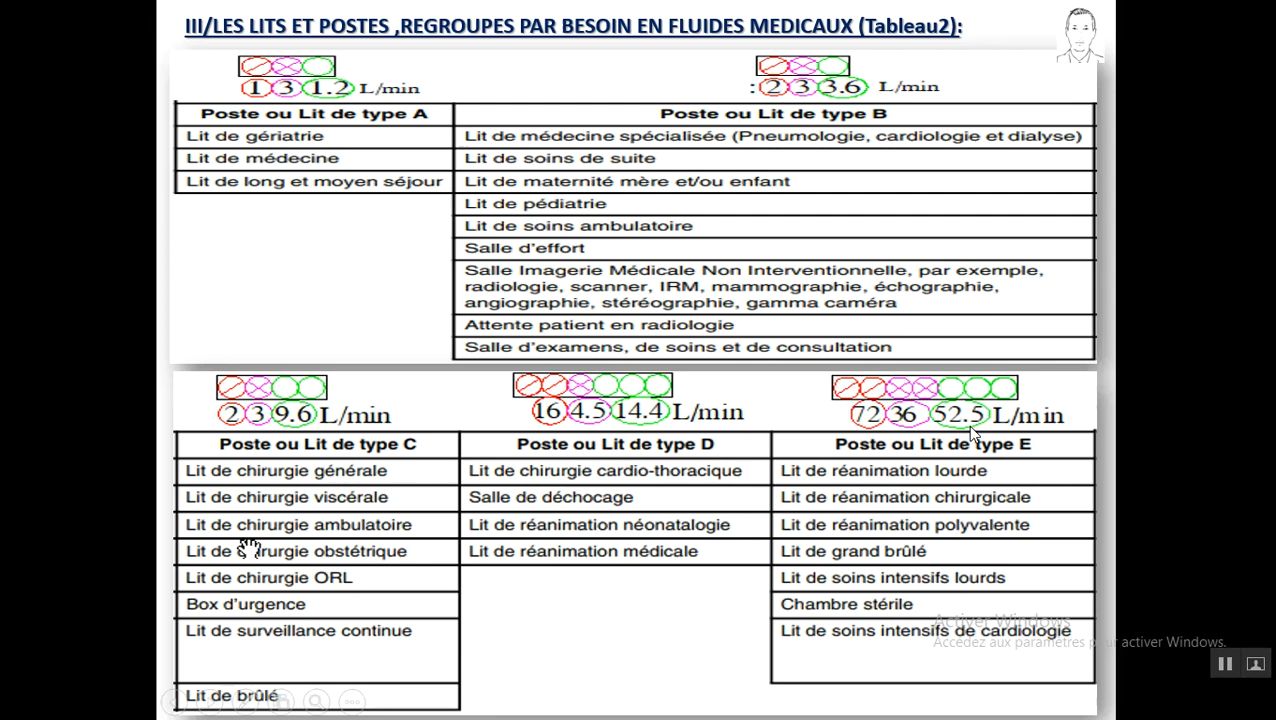 III/LES LITS ET POSTES ,REGROUPES PAR BESOIN EN FLUIDES MEDICAUX (Tableau2):
1 3 1.2 L/min
: 2 3 3.6 L/min
Poste ou Lit de type A
Poste ou Lit de type B
Lit de gériatrie
Lit de médecine spécialisée (Pneumologie, cardiologie et dialyse)
Lit de médecine
Lit de soins de suite
Lit de long et moyen séjour
Lit de maternité mère et/ou enfant
Lit de pédiatrie
Lit de soins ambulatoire
Salle d'effort
Salle Imagerie Médicale Non Interventionnelle, par exemple,
radiologie, scanner, IRM, mammographie, échographie,
angiographie, stéréographie, gamma caméra
Attente patient en radiologie
Salle d'examens, de soins et de consultation
2 3 9.6 L/min
16 4.5 14.4 L/min
72 36 52.5 L/min
Poste ou Lit de type C
Poste ou Lit de type D
Poste ou Lit de type E
Lit de chirurgie générale
Lit de chirurgie cardio-thoracique
Lit de réanimation lourde
Lit de chirurgie viscérale
Salle de déchocage
Lit de réanimation chirurgicale
Lit de chirurgie ambulatoire
Lit de réanimation néonatalogie
Lit de réanimation polyvalente
Lit de chirurgie obstétrique
Lit de réanimation médicale
Lit de grand brûlé
Lit de chirurgie ORL
Lit de soins intensifs lourds
Box d'urgence
Chambre stérile
Lit de surveillance continue
Lit de soins intensifs de cardiologie
Lit de brûlé
Activer Windows
Accédez aux paramètres pour activer Windows.